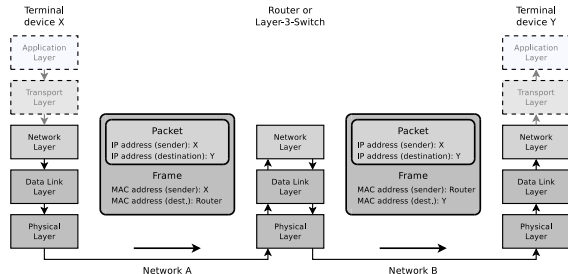 Terminal
device X
Router or
Layer-3-Switch
Terminal
device Y
Application
Layer
Transport
Layer
Network
Layer
Data Link
Layer
Physical
Layer
Packet
IP address (sender): X
IP address (destination): Y
Frame
MAC address (sender): X
MAC address (dest.): Router
Network
Layer
Data Link
Layer
Physical
Layer
Packet
IP address (sender): X
IP address (destination): Y
Frame
MAC address (sender): Router
MAC address (dest.): Y
Application
Layer
Transport
Layer
Network
Layer
Data Link
Layer
Physical
Layer
Network A
Network B